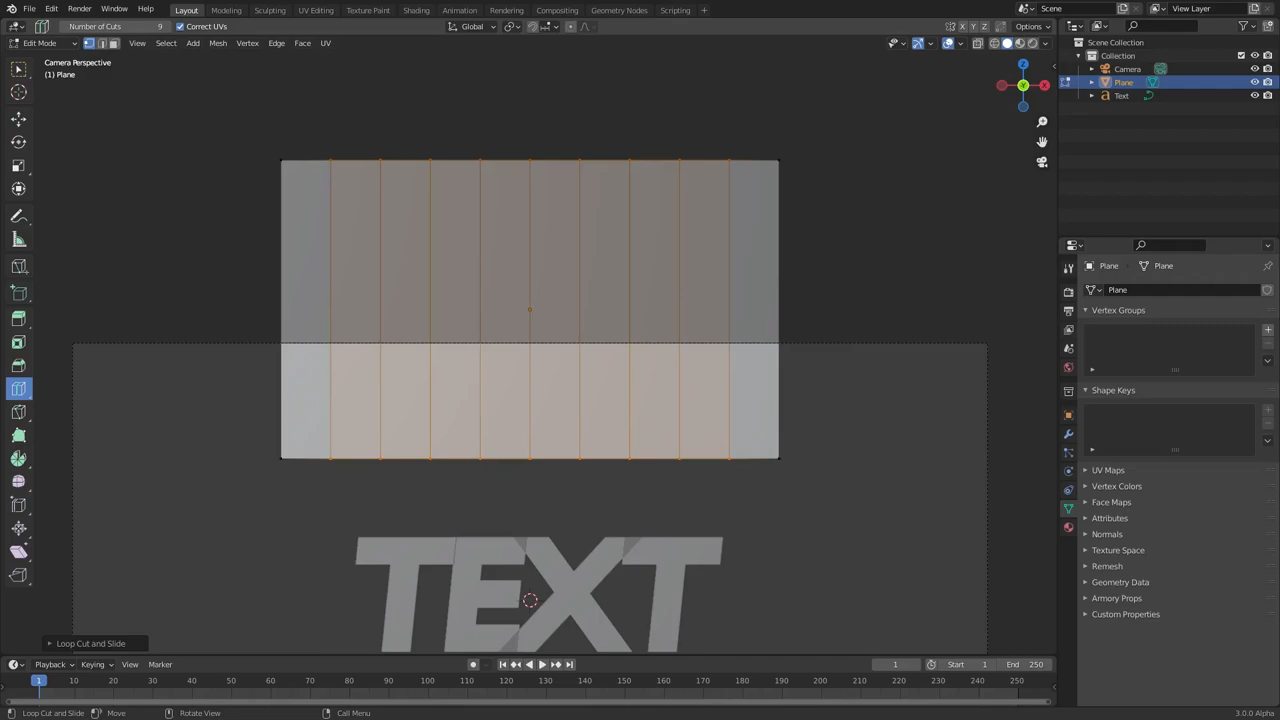 File Edit Render Window Help Layout Modeling Sculpting UV Editing Texture Paint Shading Animation Rendering Compositing Geometry Nodes Scripting + Scene View Layer
Number of Cuts 9 Correct UVs Global X Y Z Options
Edit Mode View Select Add Mesh Vertex Edge Face UV
Scene Collection
Collection
Camera
Plane
Text
Camera Perspective
(1) Plane
Z
Y
X
Plane Plane
Plane
Vertex Groups
Shape Keys
UV Maps
Vertex Colors
Face Maps
Attributes
Normals
Texture Space
Remesh
Geometry Data
Armory Props
Custom Properties
TEXT
Loop Cut and Slide
Playback Keying View Marker 1 Start 1 End 250
1 10 20 30 40 50 60 70 80 90 100 110 120 130 140 150 160 170 180 190 200 210 220 230 240 250
Loop Cut and Slide Move Rotate View Call Menu 3.0.0 Alpha